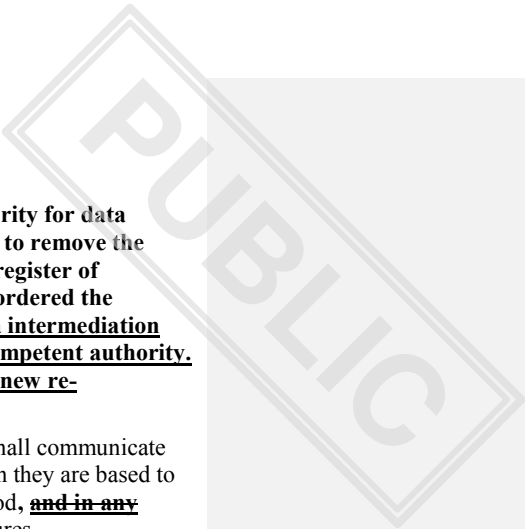 rity for data
to remove the
register of
ordered the
intermediation
mpetent authority.
new re-
hall communicate
n they are based to
od, and in any
PUBLIC